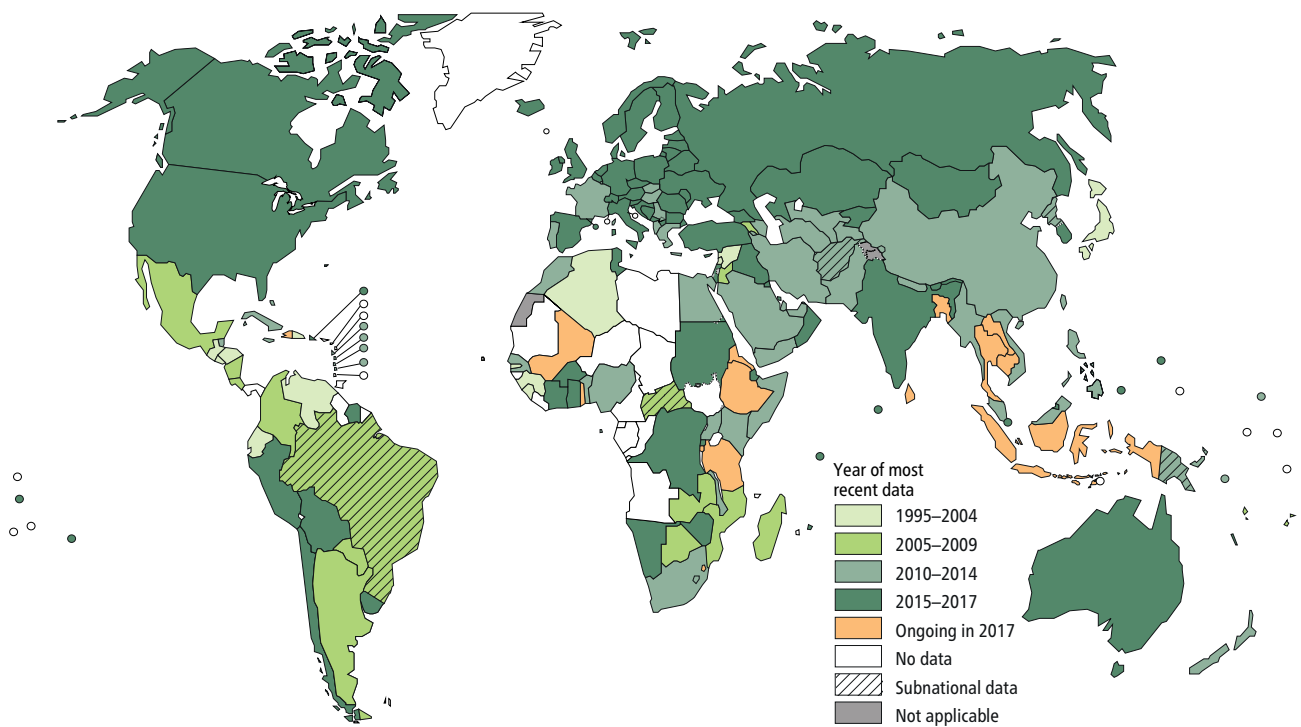 Year of most
recent data
1995–2004
2005–2009
2010–2014
2015–2017
Ongoing in 2017
No data
Subnational data
Not applicable